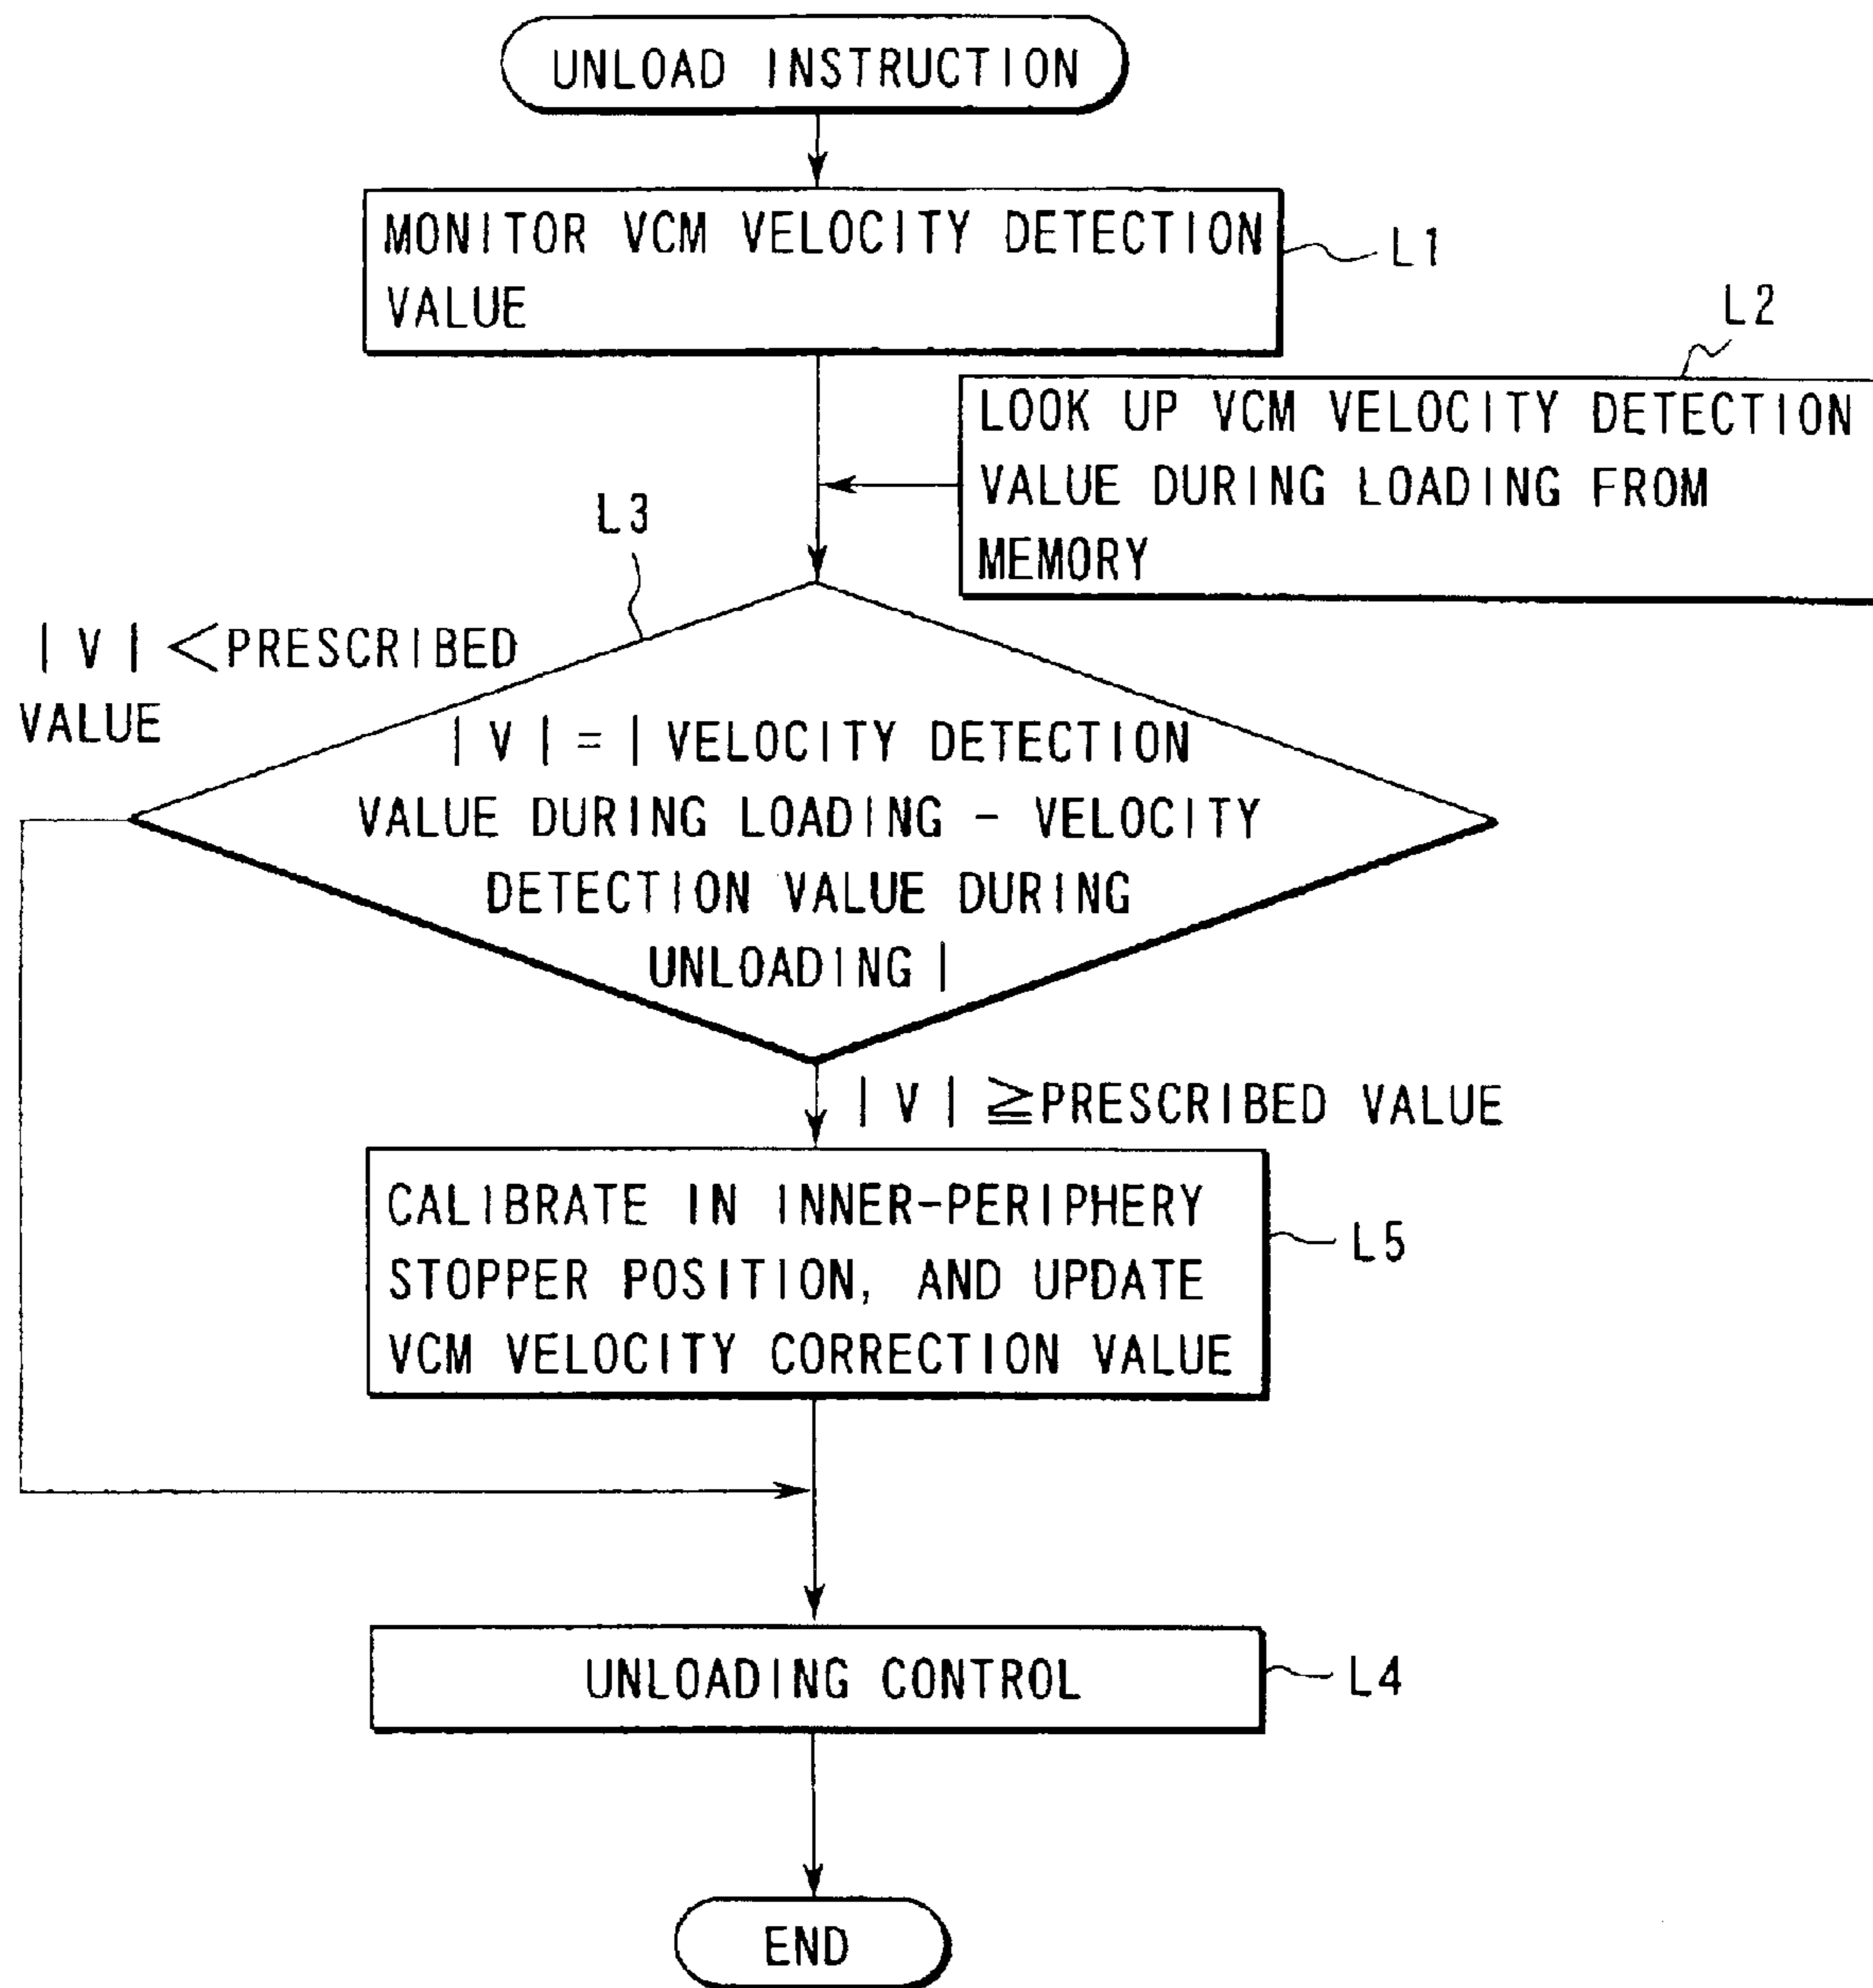 UNLOAD INSTRUCTION
MONITOR VCM VELOCITY DETECTION
VALUE
L1
L2
LOOK UP VCM VELOCITY DETECTION
VALUE DURING LOADING FROM
MEMORY
L3
| V | <PRESCRIBED
VALUE
| V | = | VELOCITY DETECTION
VALUE DURING LOADING - VELOCITY
DETECTION VALUE DURING
UNLOADING |
| V | ≧PRESCRIBED VALUE
CALIBRATE IN INNER-PERIPHERY
STOPPER POSITION, AND UPDATE
VCM VELOCITY CORRECTION VALUE
L5
UNLOADING CONTROL
L4
END